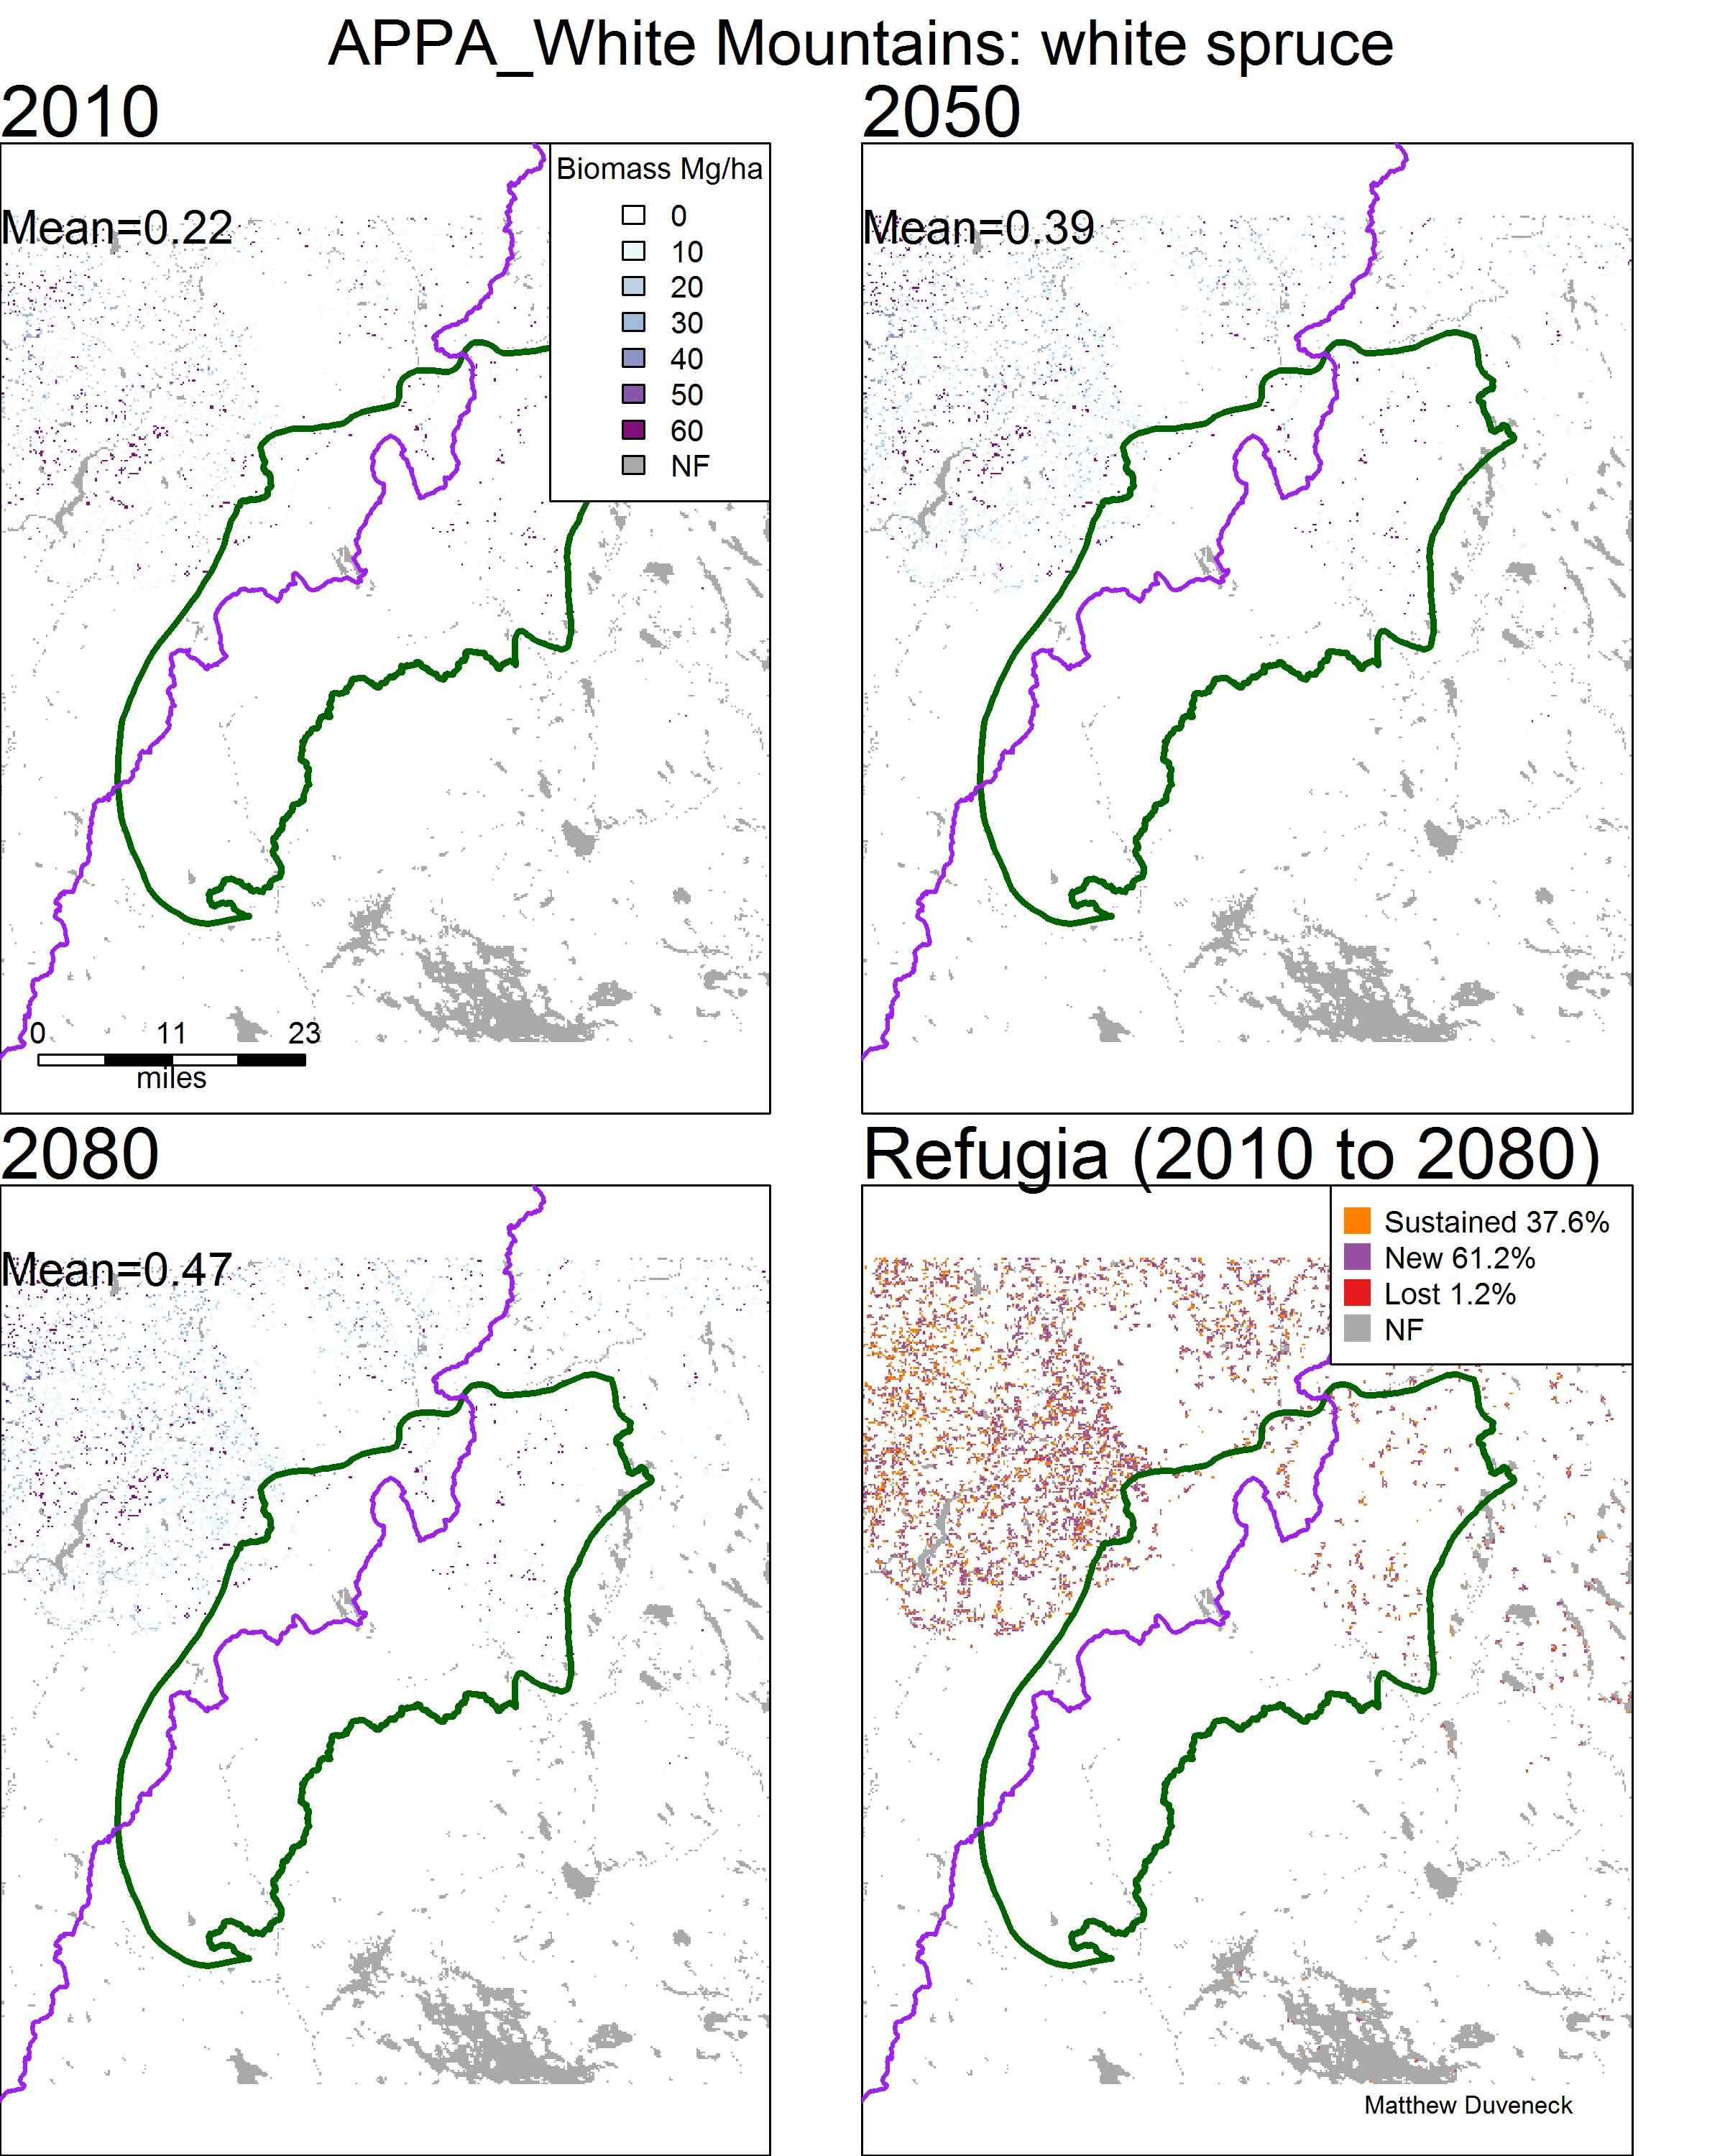 APPA_White Mountains: white spruce
2010
Mean=0.22
Biomass Mg/ha
0
10
20
30
40
50
60
NF
0 11 23
miles
2050
Mean=0.39
2080
Mean=0.47
Refugia (2010 to 2080)
Sustained 37.6%
New 61.2%
Lost 1.2%
NF
Matthew Duveneck